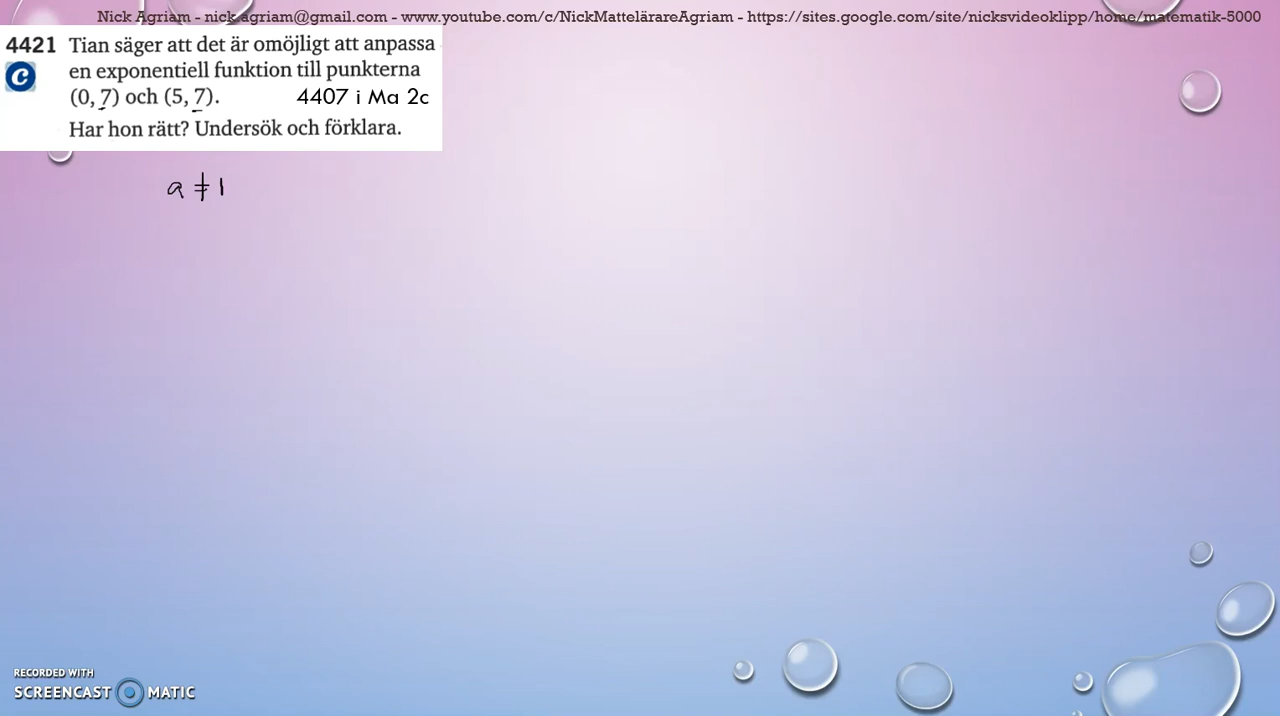 Nick Agriam - nick.agriam@gmail.com - www.youtube.com/c/NickMattelärareAgriam - https://sites.google.com/site/nicksvideoklipp/home/matematik-5000
4421 Tian säger att det är omöjligt att anpassa
C en exponentiell funktion till punkterna
(0, 7) och (5, 7). 4407 i Ma 2c
Har hon rätt? Undersök och förklara.
a ≠ 1
RECORDED WITH
SCREENCAST MATIC